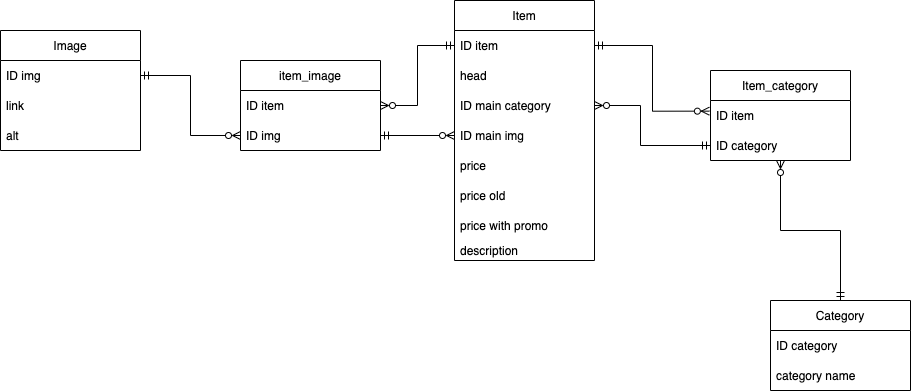 Image
ID img
link
alt
item_image
ID item
ID img
Item
ID item
head
ID main category
ID main img
price
price old
price with promo
description
Item_category
ID item
ID category
Category
ID category
category name